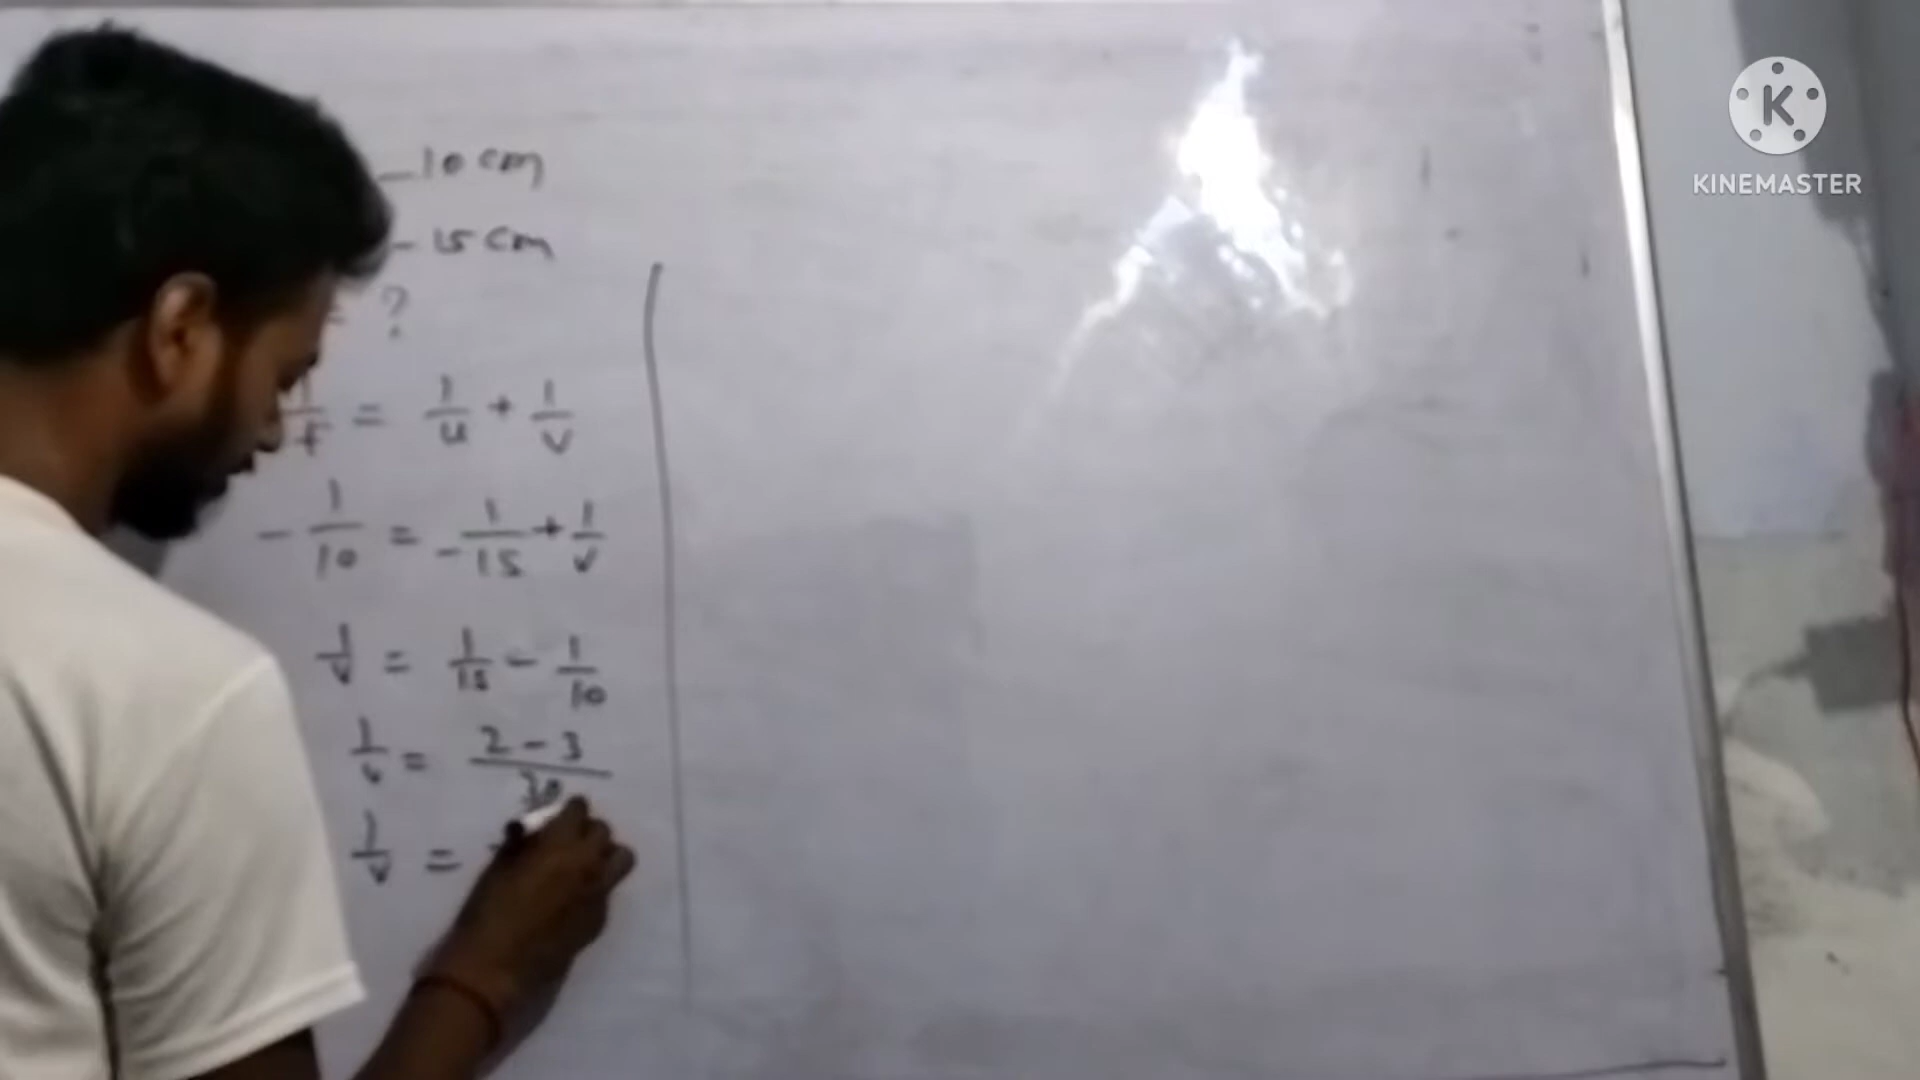 -10 cm
-15 cm
= ?
1/f = 1/u + 1/v
- 1/10 = 1/-15 + 1/v
1/v = 1/15 - 1/10
1/v = 2-3/30
1/v = -
K
KINEMASTER